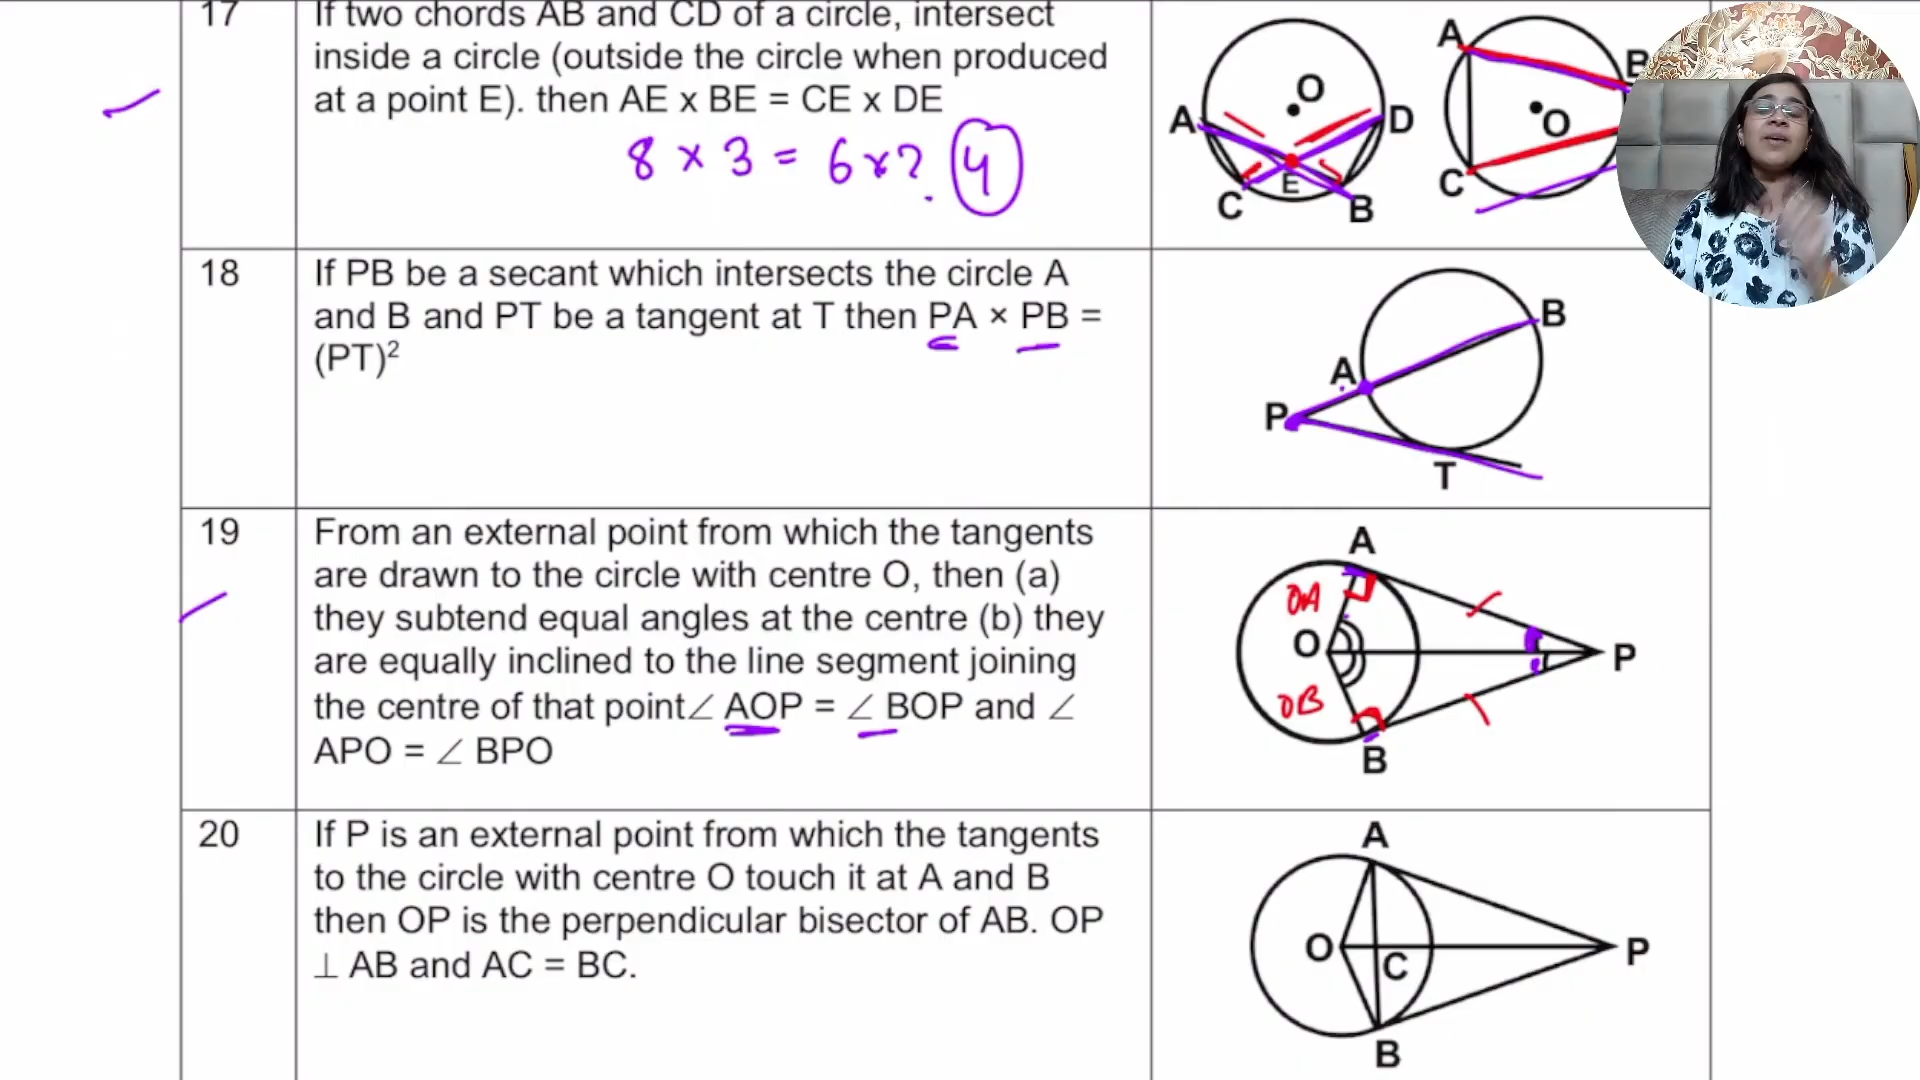 17
If two chords AB and CD of a circle, intersect
inside a circle (outside the circle when produced
at a point E). then AE x BE = CE x DE
8 x 3 = 6 x ? 4
O
A
D
E
C
B
A
B
O
C
18
If PB be a secant which intersects the circle A
and B and PT be a tangent at T then PA × PB =
(PT)²
B
A
P
T
19
From an external point from which the tangents
are drawn to the circle with centre O, then (a)
they subtend equal angles at the centre (b) they
are equally inclined to the line segment joining
the centre of that point∠ AOP = ∠ BOP and ∠
APO = ∠ BPO
A
OA
O
P
OB
B
20
If P is an external point from which the tangents
to the circle with centre O touch it at A and B
then OP is the perpendicular bisector of AB. OP
⊥ AB and AC = BC.
A
O
C
P
B